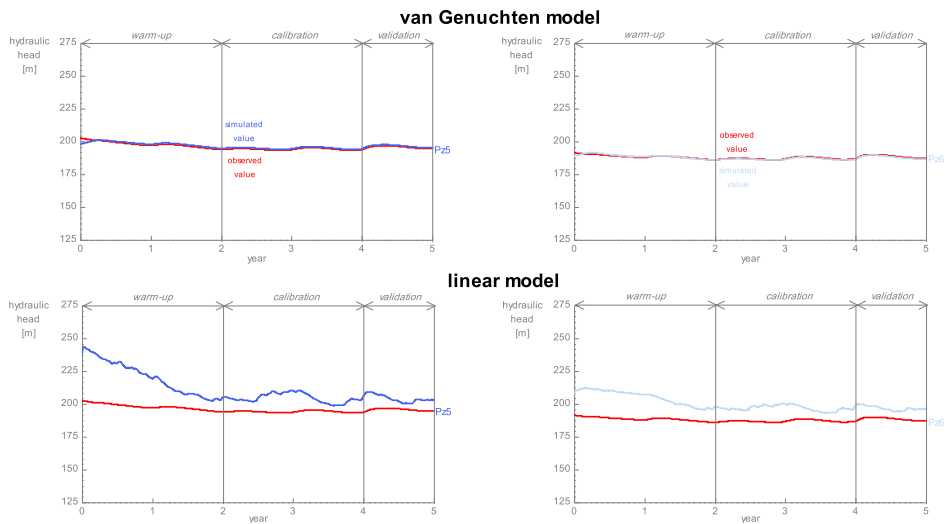 van Genuchten model
hydraulic
head
[m]
275
250
225
200
175
150
125
warm-up
calibration
validation
simulated
value
observed
value
Pz5
0
1
2
3
4
5
year
hydraulic
head
[m]
275
250
225
200
175
150
125
warm-up
calibration
validation
observed
value
simulated
value
Pz6
0
1
2
3
4
5
year
linear model
hydraulic
head
[m]
275
250
225
200
175
150
125
warm-up
calibration
validation
Pz5
0
1
2
3
4
5
year
hydraulic
head
[m]
275
250
225
200
175
150
125
warm-up
calibration
validation
Pz6
0
1
2
3
4
5
year